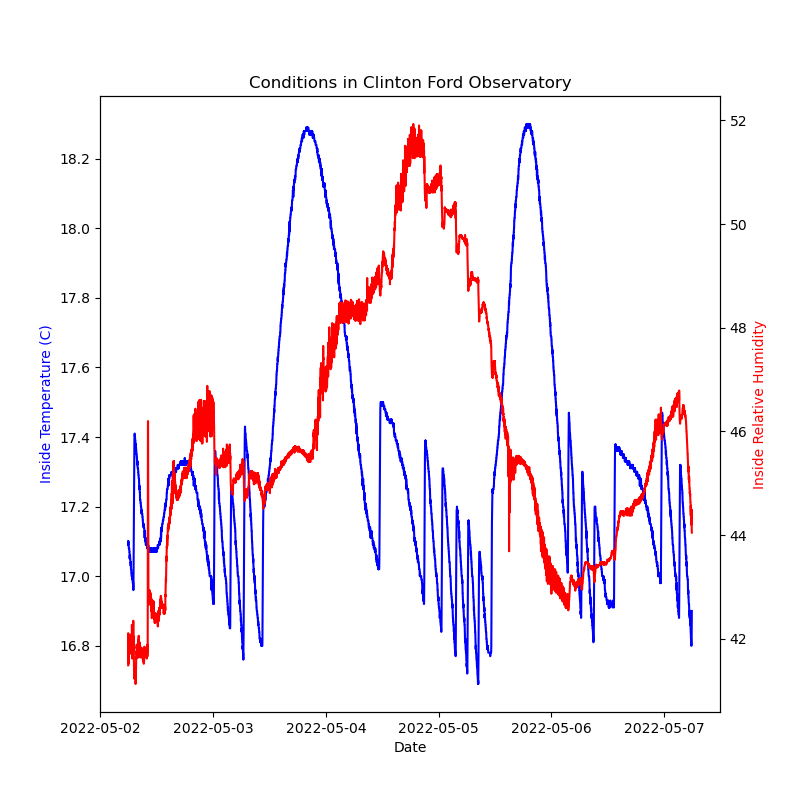 Conditions in Clinton Ford Observatory
Inside Temperature (C)
18.2
18.0
17.8
17.6
17.4
17.2
17.0
16.8
52
50
48
46
44
42
Inside Relative Humidity
2022-05-02 2022-05-03 2022-05-04 2022-05-05 2022-05-06 2022-05-07
Date